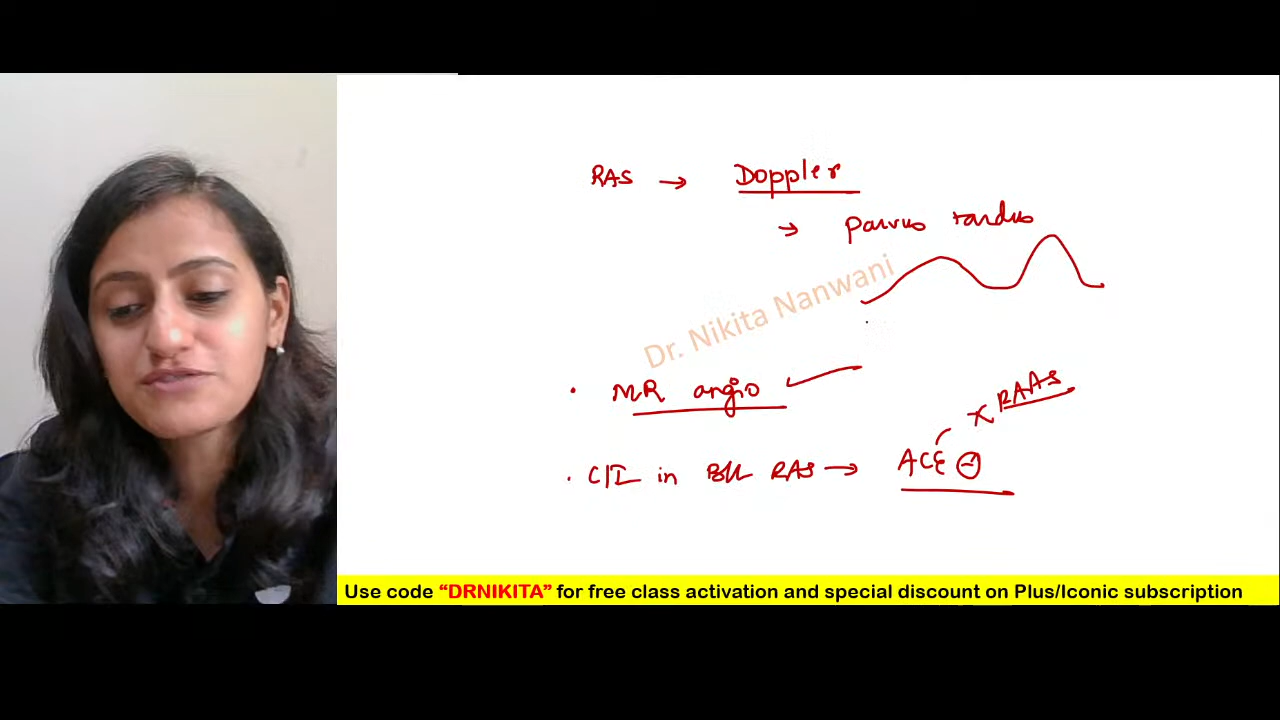 RAS → Doppler
→ parvus tardus
Dr. Nikita Nanwani
• MR angio ✓
× RAAS
• C/I in B/L RAS → ACE ⊖
Use code “DRNIKITA” for free class activation and special discount on Plus/Iconic subscription